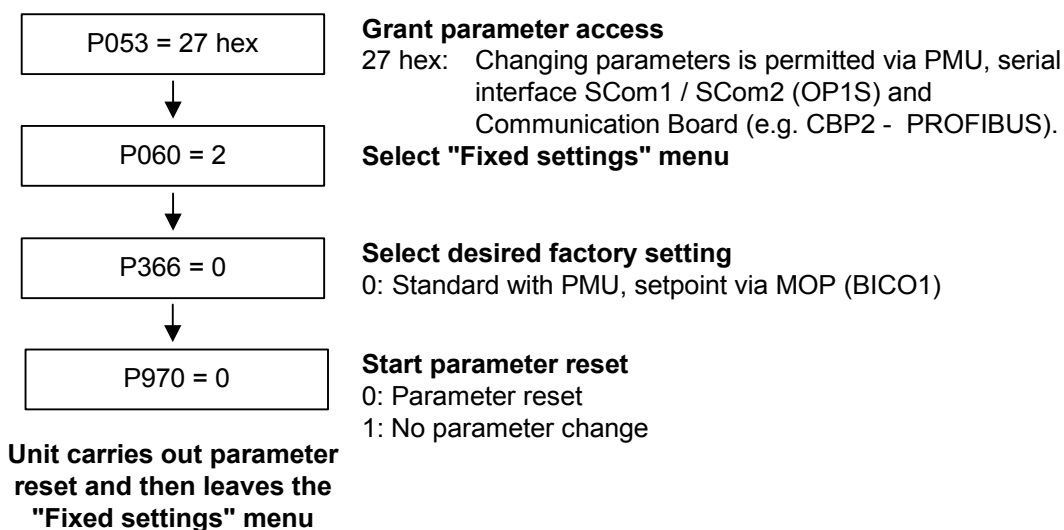 P053 = 27 hex
Grant parameter access
27 hex: Changing parameters is permitted via PMU, serial
interface SCom1 / SCom2 (OP1S) and
Communication Board (e.g. CBP2 - PROFIBUS).
P060 = 2
Select "Fixed settings" menu
P366 = 0
Select desired factory setting
0: Standard with PMU, setpoint via MOP (BICO1)
P970 = 0
Start parameter reset
0: Parameter reset
1: No parameter change
Unit carries out parameter
reset and then leaves the
"Fixed settings" menu